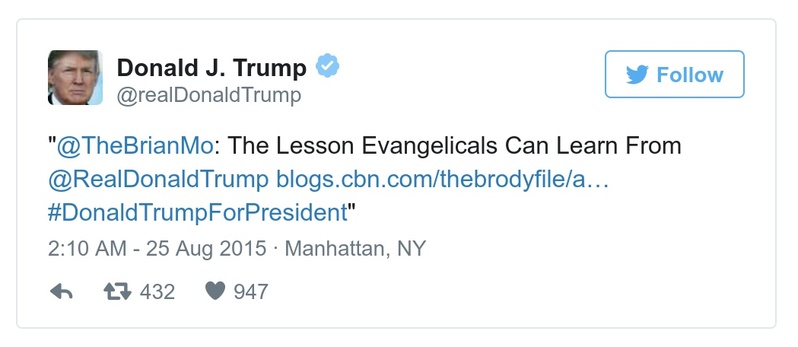 Donald J. Trump
@realDonaldTrump
Follow
"@TheBrianMo: The Lesson Evangelicals Can Learn From
@RealDonaldTrump blogs.cbn.com/thebrodyfile/a…
#DonaldTrumpForPresident"
2:10 AM - 25 Aug 2015 · Manhattan, NY
432 947